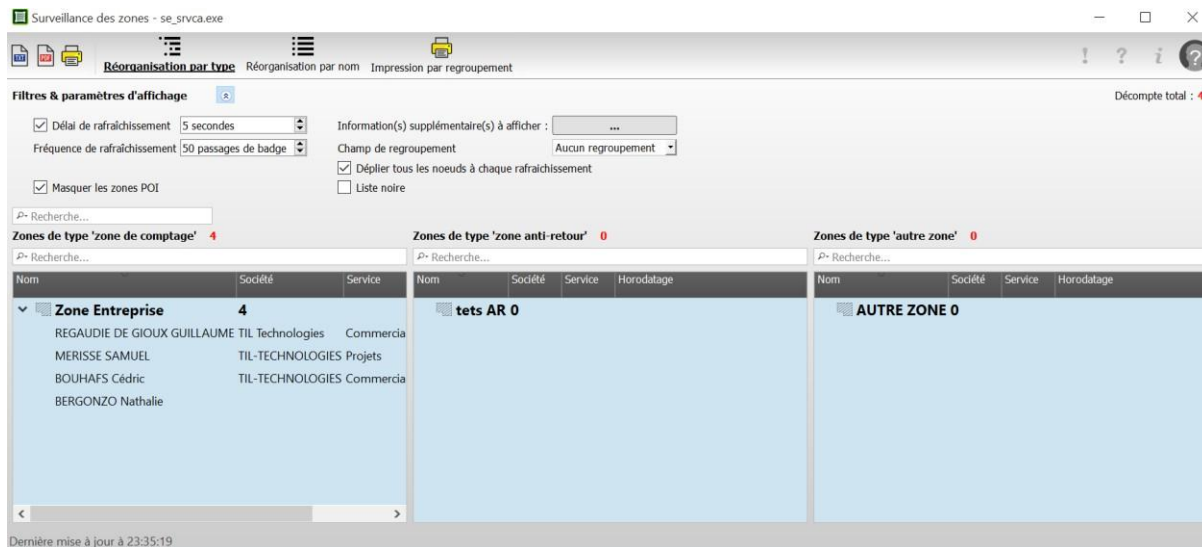 Surveillance des zones - se_srvca.exe
Réorganisation par type Réorganisation par nom Impression par regroupement
Filtres & paramètres d'affichage Décompte total : 4
Délai de rafraîchissement 5 secondes Information(s) supplémentaire(s) à afficher : ...
Fréquence de rafraîchissement 50 passages de badge Champ de regroupement Aucun regroupement
Déplier tous les noeuds à chaque rafraichissement
Masquer les zones POI Liste noire
Recherche...
Zones de type 'zone de comptage' 4 Zones de type 'zone anti-retour' 0 Zones de type 'autre zone' 0
Recherche... Recherche... Recherche...
Nom Société Service Nom Société Service Horodatage Nom Société Service Horodatage
Zone Entreprise 4 tets AR 0 AUTRE ZONE 0
REGAUDIE DE GIOUX GUILLAUME TIL Technologies Commercia
MERISSE SAMUEL TIL-TECHNOLOGIES Projets
BOUHAFS Cédric TIL-TECHNOLOGIES Commercia
BERGONZO Nathalie
Dernière mise à jour à 23:35:19